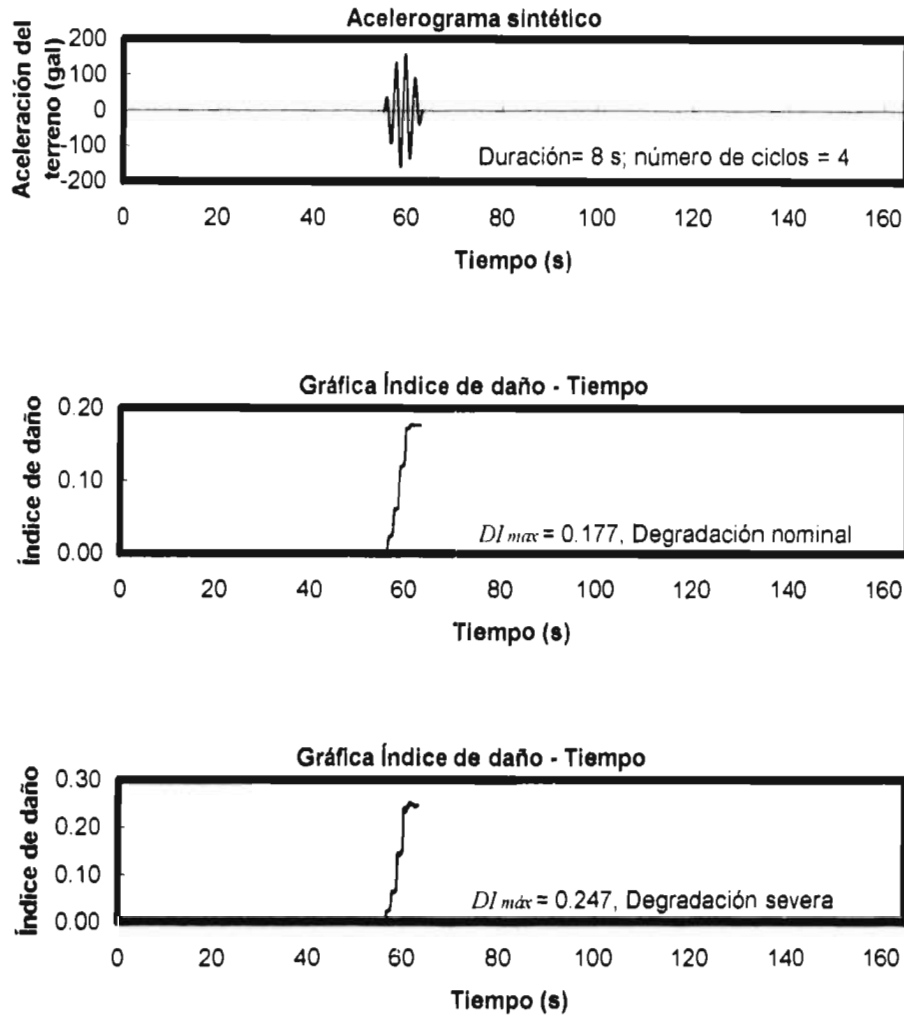 Acelerograma sintético
Aceleración del
terreno (gal)
200
100
0
-100
-200
Duración= 8 s; número de ciclos = 4
0 20 40 60 80 100 120 140 160
Tiempo (s)
Gráfica Índice de daño - Tiempo
Índice de daño
0.20
0.10
0.00
DI max = 0.177, Degradación nominal
0 20 40 60 80 100 120 140 160
Tiempo (s)
Gráfica Índice de daño - Tiempo
Índice de daño
0.30
0.20
0.10
0.00
DI máx = 0.247, Degradación severa
0 20 40 60 80 100 120 140 160
Tiempo (s)